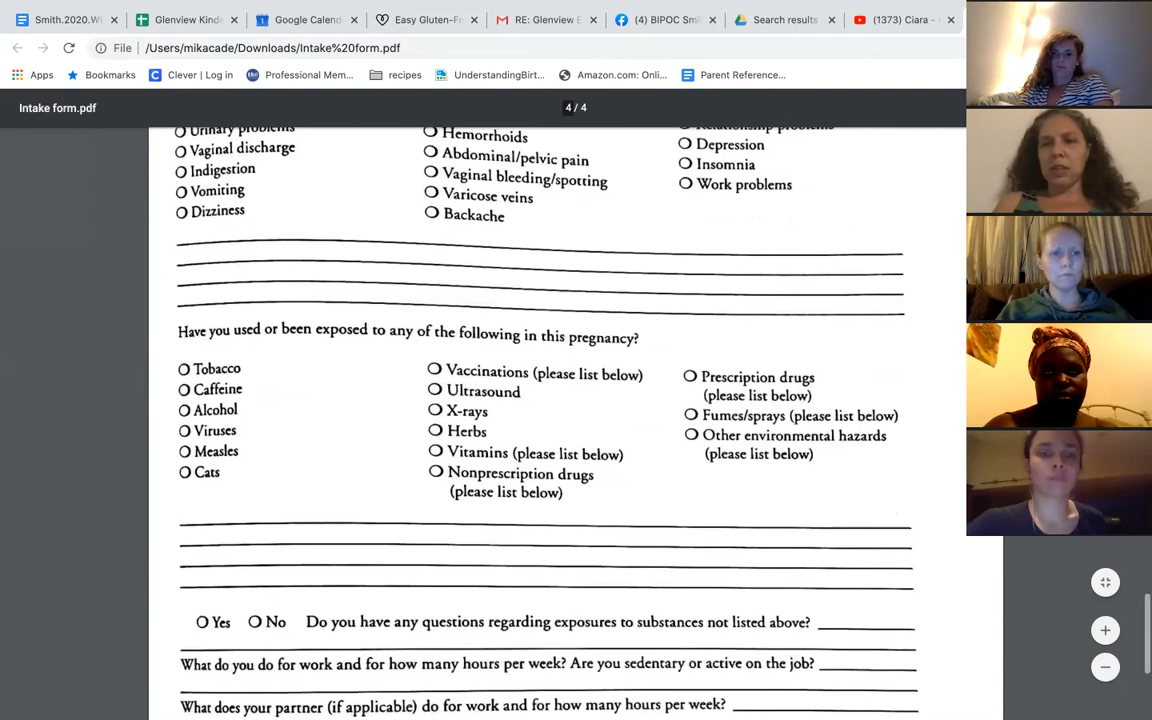 Smith.2020.Wi
Glenview Kinde
Google Calend
Easy Gluten-Fr
RE: Glenview E
(4) BIPOC Smi
Search results
(1373) Ciara -
File | /Users/mikacade/Downloads/Intake%20form.pdf
Apps
Bookmarks
Clever | Log in
Professional Mem...
recipes
UnderstandingBirt...
Amazon.com: Onli...
Parent Reference...
Intake form.pdf
4 / 4
Urinary problems
Vaginal discharge
Indigestion
Vomiting
Dizziness
Hemorrhoids
Abdominal/pelvic pain
Vaginal bleeding/spotting
Varicose veins
Backache
Relationship problems
Depression
Insomnia
Work problems
Have you used or been exposed to any of the following in this pregnancy?
Tobacco
Caffeine
Alcohol
Viruses
Measles
Cats
Vaccinations (please list below)
Ultrasound
X-rays
Herbs
Vitamins (please list below)
Nonprescription drugs
(please list below)
Prescription drugs
(please list below)
Fumes/sprays (please list below)
Other environmental hazards
(please list below)
Yes No Do you have any questions regarding exposures to substances not listed above?
What do you do for work and for how many hours per week? Are you sedentary or active on the job?
What does your partner (if applicable) do for work and for how many hours per week?